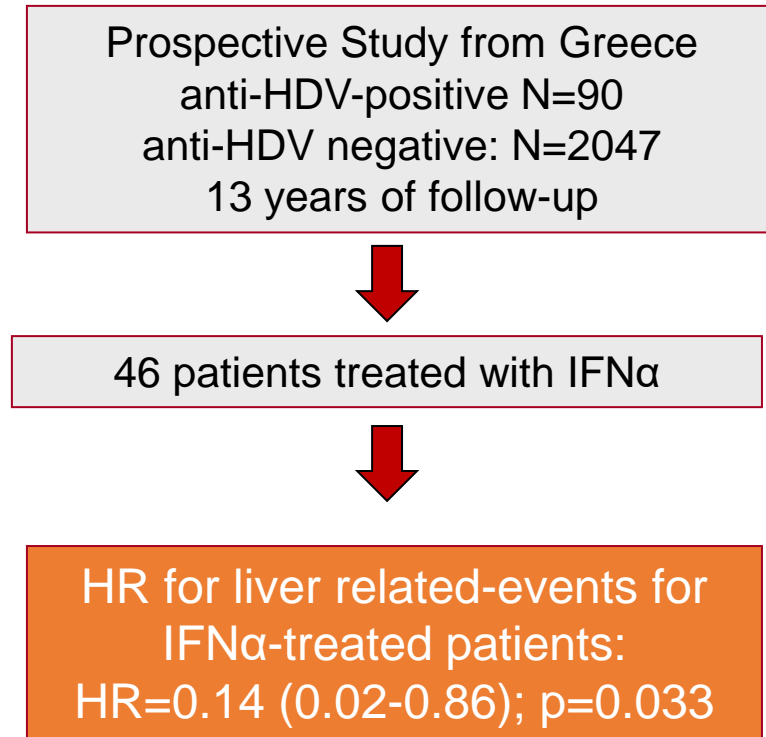 Prospective Study from Greece
anti-HDV-positive N=90
anti-HDV negative: N=2047
13 years of follow-up
46 patients treated with IFNα
HR for liver related-events for
IFNα-treated patients:
HR=0.14 (0.02-0.86); p=0.033